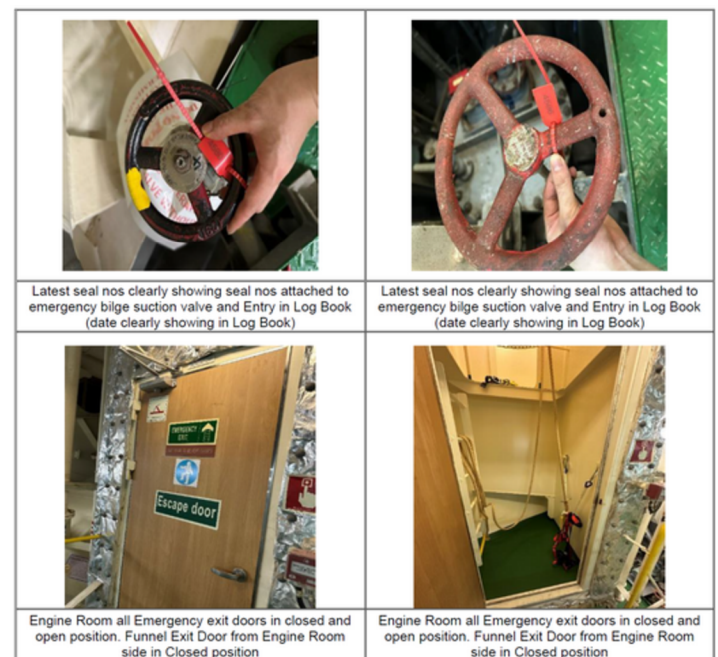 Latest seal nos clearly showing seal nos attached to
emergency bilge suction valve and Entry in Log Book
(date clearly showing in Log Book)
Latest seal nos clearly showing seal nos attached to
emergency bilge suction valve and Entry in Log Book
(date clearly showing in Log Book)
EMERGENCY
EXIT
Escape door
Engine Room all Emergency exit doors in closed and
open position. Funnel Exit Door from Engine Room
side in Closed position
Engine Room all Emergency exit doors in closed and
open position. Funnel Exit Door from Engine Room
side in Closed position